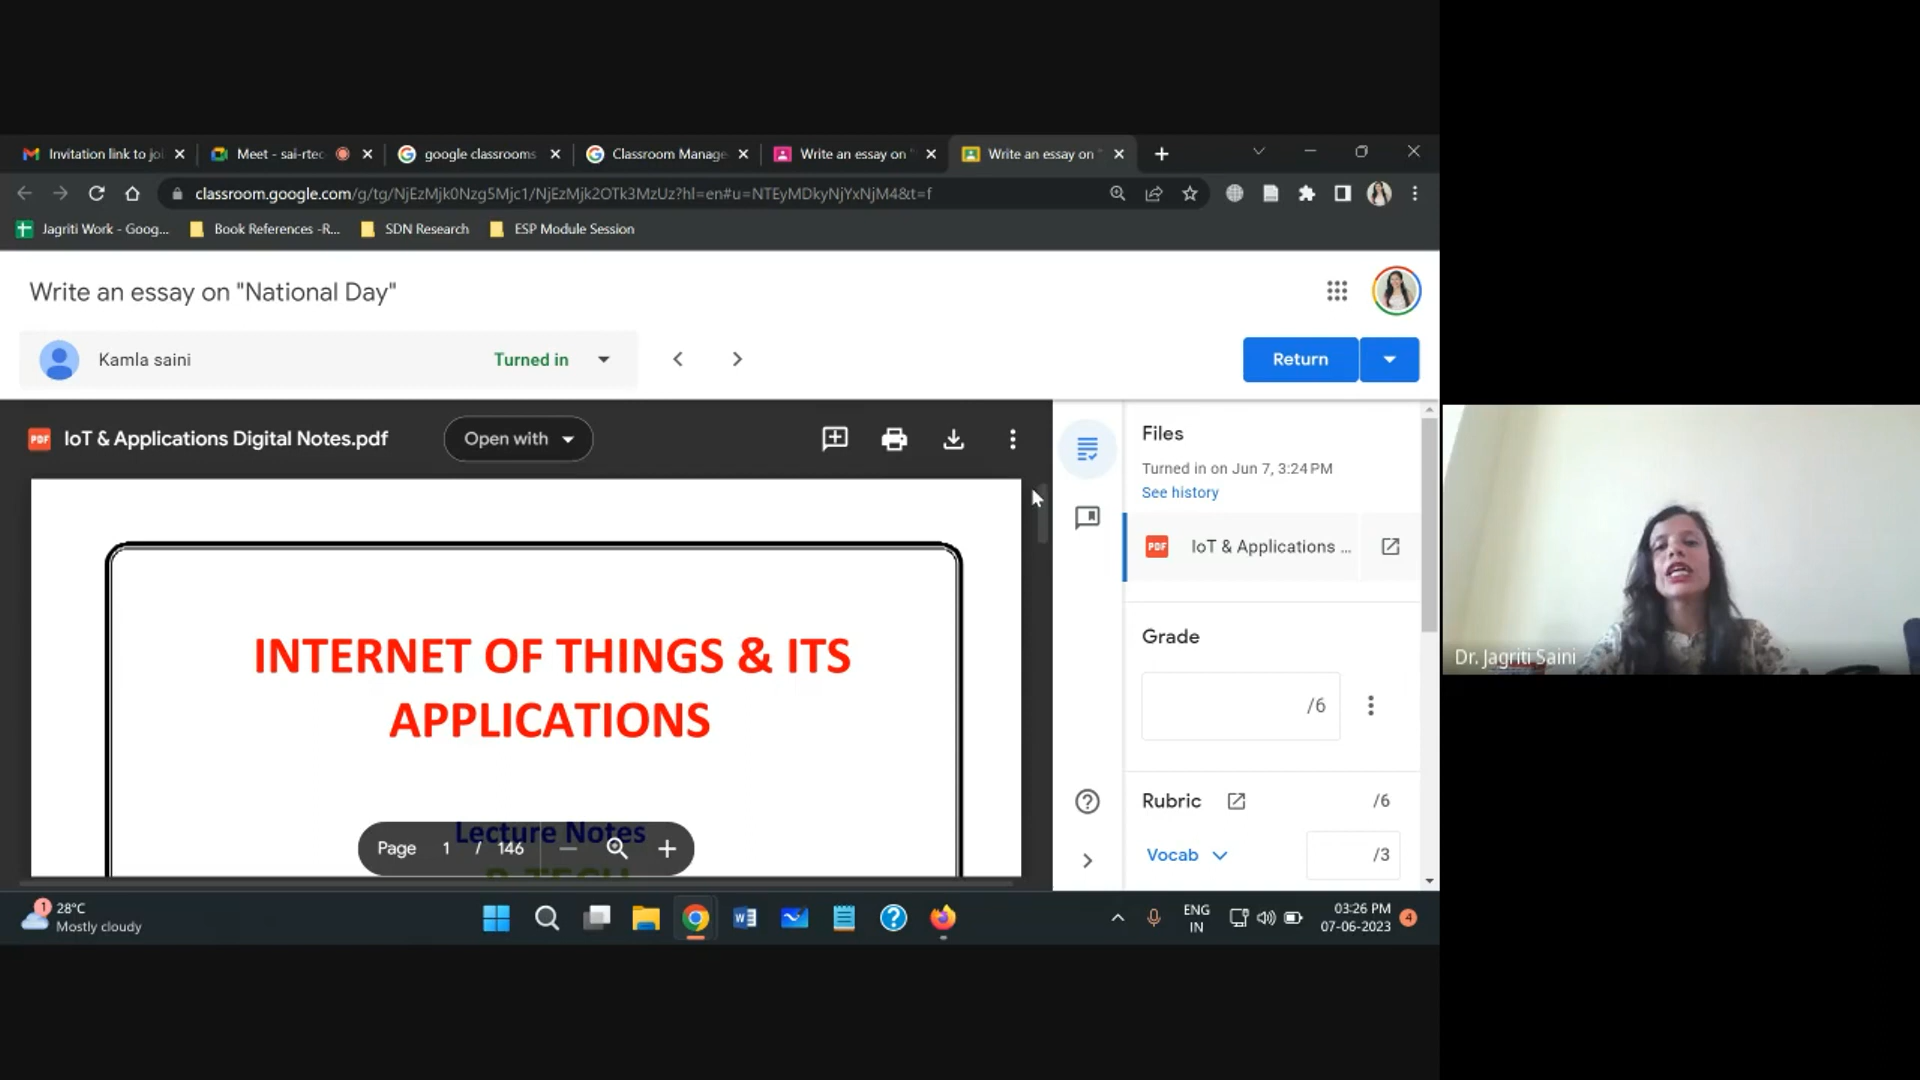 Invitation link to joi
Meet - sai-rtec
google classrooms
Classroom Manage
Write an essay on "
Write an essay on "
classroom.google.com/g/tg/NjEzMjk0Nzg5Mjc1/NjEzMjk2OTk3MzUz?hl=en#u=NTEyMDkyNjYxNjM4&t=f
Jagriti Work - Goog...
Book References -R...
SDN Research
ESP Module Session
Write an essay on "National Day"
Kamla saini
Turned in
Return
PDF
IoT & Applications Digital Notes.pdf
Open with
INTERNET OF THINGS & ITS
APPLICATIONS
Lecture Notes
Page 1 / 146
Files
Turned in on Jun 7, 3:24 PM
See history
PDF
IoT & Applications ...
Grade
/6
Rubric
/6
Vocab
/3
Dr. Jagriti Saini
1
28°C
Mostly cloudy
ENG
IN
03:26 PM
07-06-2023
4